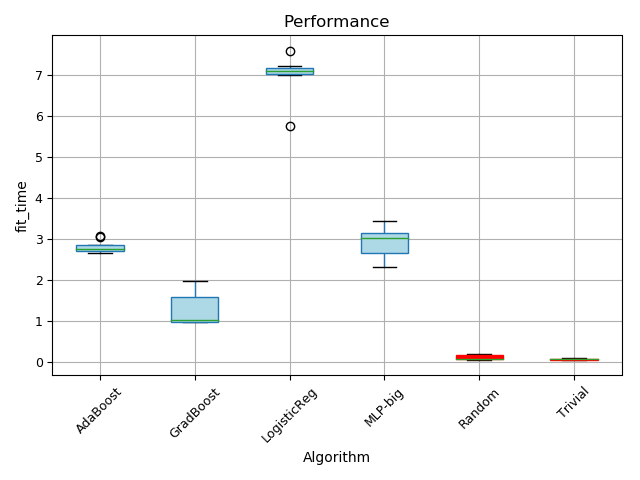 Performance
fit_time
7
6
5
4
3
2
1
0
AdaBoost
GradBoost
LogisticReg
MLP-big
Random
Trivial
Algorithm